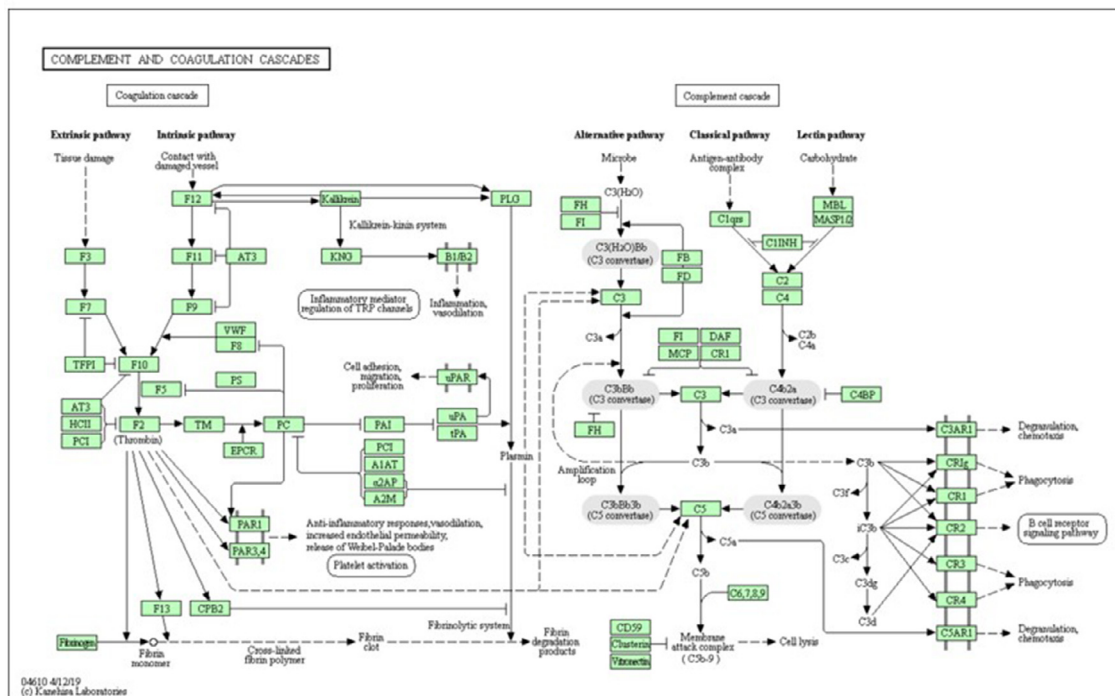 COMPLEMENT AND COAGULATION CASCADES
Coagulation cascade
Complement cascade
Extrinsic pathway
Intrinsic pathway
Alternative pathway
Classical pathway
Lectin pathway
Tissue damage
Contact with
damaged vessel
Microbe
Antigen-antibody
complex
Carbohydrate
F12
Kallikrein
PLG
C3(H2O)
FH
FI
C1qrs
MBL
MASP1/2
Kallikrein-kinin system
C1INH
F3
F11
AT3
KNG
B1/B2
C3(H2O)Bb
(C3 convertase)
FB
FD
C2
C4
F7
F9
Inflammatory mediator
regulation of TRP channels
Inflammation,
vasodilation
C3
VWF
F8
C3a
FI
DAF
MCP
CR1
C2b
C4a
TFPI
F10
Cell adhesion,
migration,
proliferation
uPAR
F5
PS
C3bBb
(C3 convertase)
C3
C4b2a
(C3 convertase)
C4BP
AT3
HCII
PCI
F2
(Thrombin)
TM
PC
PAI
uPA
tPA
FH
C3a
C3AR1
Degranulation,
chemotaxis
EPCR
PCI
A1AT
α2AP
A2M
Plasmin
Amplification
loop
C3b
C3b
CRIg
Phagocytosis
C3f
CR1
C3bBb3b
(C5 convertase)
C5
C4b2a3b
(C5 convertase)
iC3b
CR2
B cell receptor
signaling pathway
PAR1
PAR3,4
Anti-inflammatory responses,vasodilation,
increased endothelial permeability,
release of Weibel-Palade bodies
Platelet activation
C5a
C3c
CR3
C5b
C3dg
Phagocytosis
C6,7,8,9
CR4
F13
CPB2
Fibrinolytic system
C3d
CD59
Clusterin
Vitronectin
Membrane
attack complex
(C5b-9)
Cell lysis
C5AR1
Degranulation,
chemotaxis
Fibrinogen
Fibrin
monomer
Cross-linked
fibrin polymer
Fibrin
clot
Fibrin
degradation
products
04610 4/12/19
(c) Kanehisa Laboratories